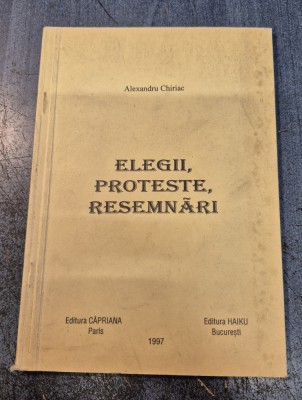 Alexandru Chiriac
ELEGII,
PROTESTE,
RESEMNĂRI
Editura CĂPRIANA
Paris
Editura HAIKU
București
1997